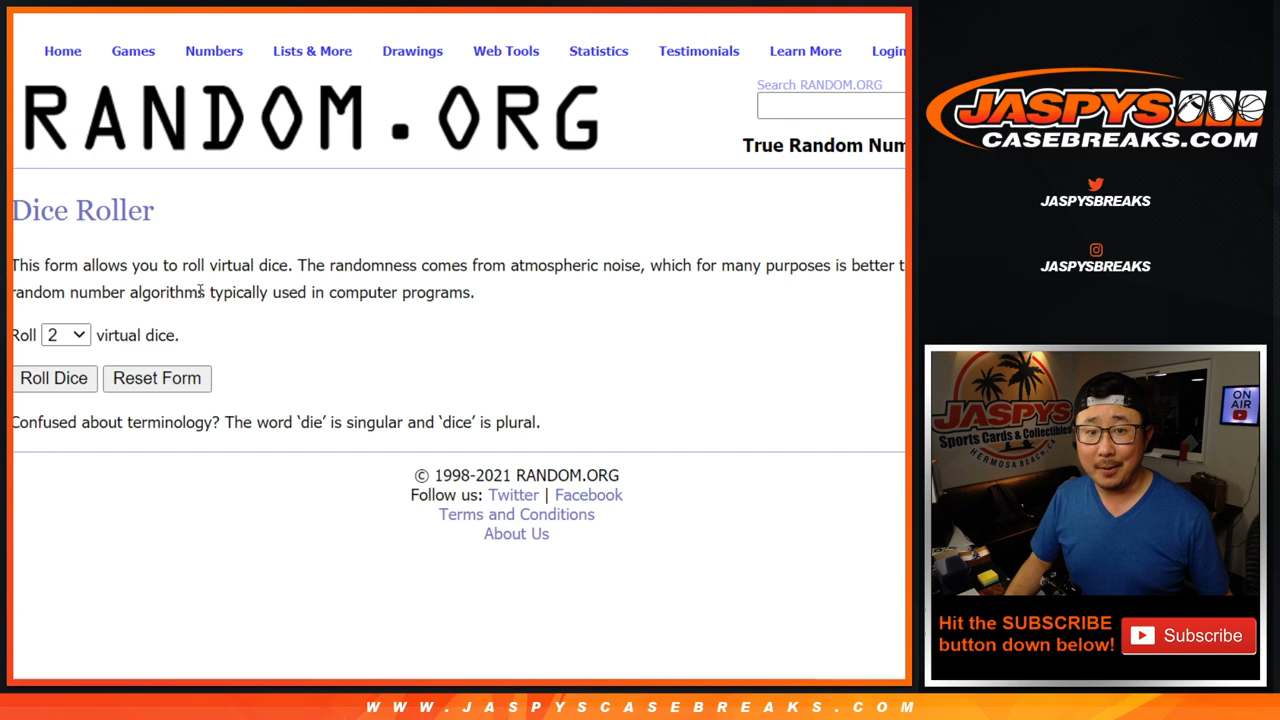 Home Games Numbers Lists & More Drawings Web Tools Statistics Testimonials Learn More Login
RANDOM.ORG
Search RANDOM.ORG
True Random Num
Dice Roller
This form allows you to roll virtual dice. The randomness comes from atmospheric noise, which for many purposes is better t
random number algorithms typically used in computer programs.
Roll 2 virtual dice.
Roll Dice Reset Form
Confused about terminology? The word ‘die’ is singular and ‘dice’ is plural.
© 1998-2021 RANDOM.ORG
Follow us: Twitter | Facebook
Terms and Conditions
About Us
JASPYS
CASEBREAKS.COM
JASPYSBREAKS
JASPYSBREAKS
JASPYS
Sports Cards & Collectibles
HERMOSA BEACH, CA
ON
AIR
Hit the SUBSCRIBE
button down below!
Subscribe
WWW.JASPYSCASEBREAKS.COM